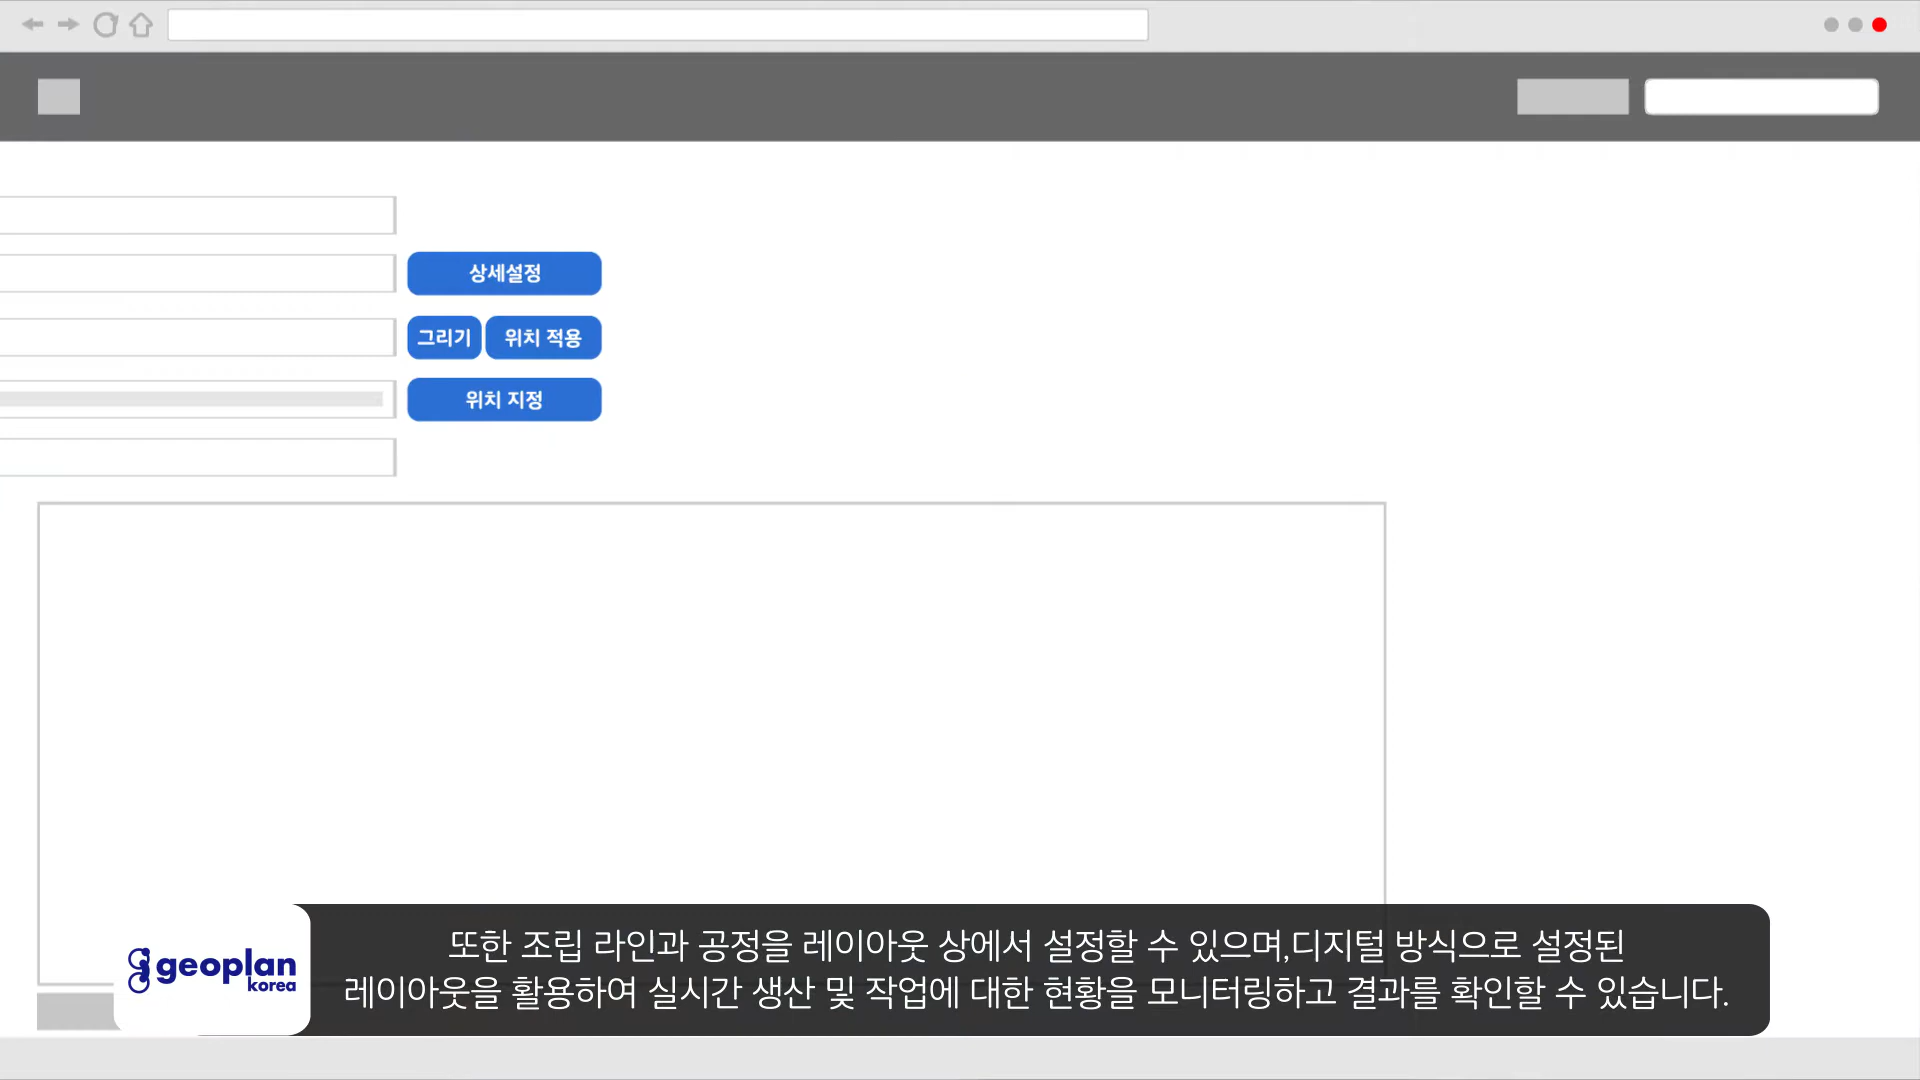 상세설정
그리기 위치 적용
위치 지정
또한 조립 라인과 공정을 레이아웃 상에서 설정할 수 있으며,디지털 방식으로 설정된
레이아웃을 활용하여 실시간 생산 및 작업에 대한 현황을 모니터링하고 결과를 확인할 수 있습니다.
geoplan
korea